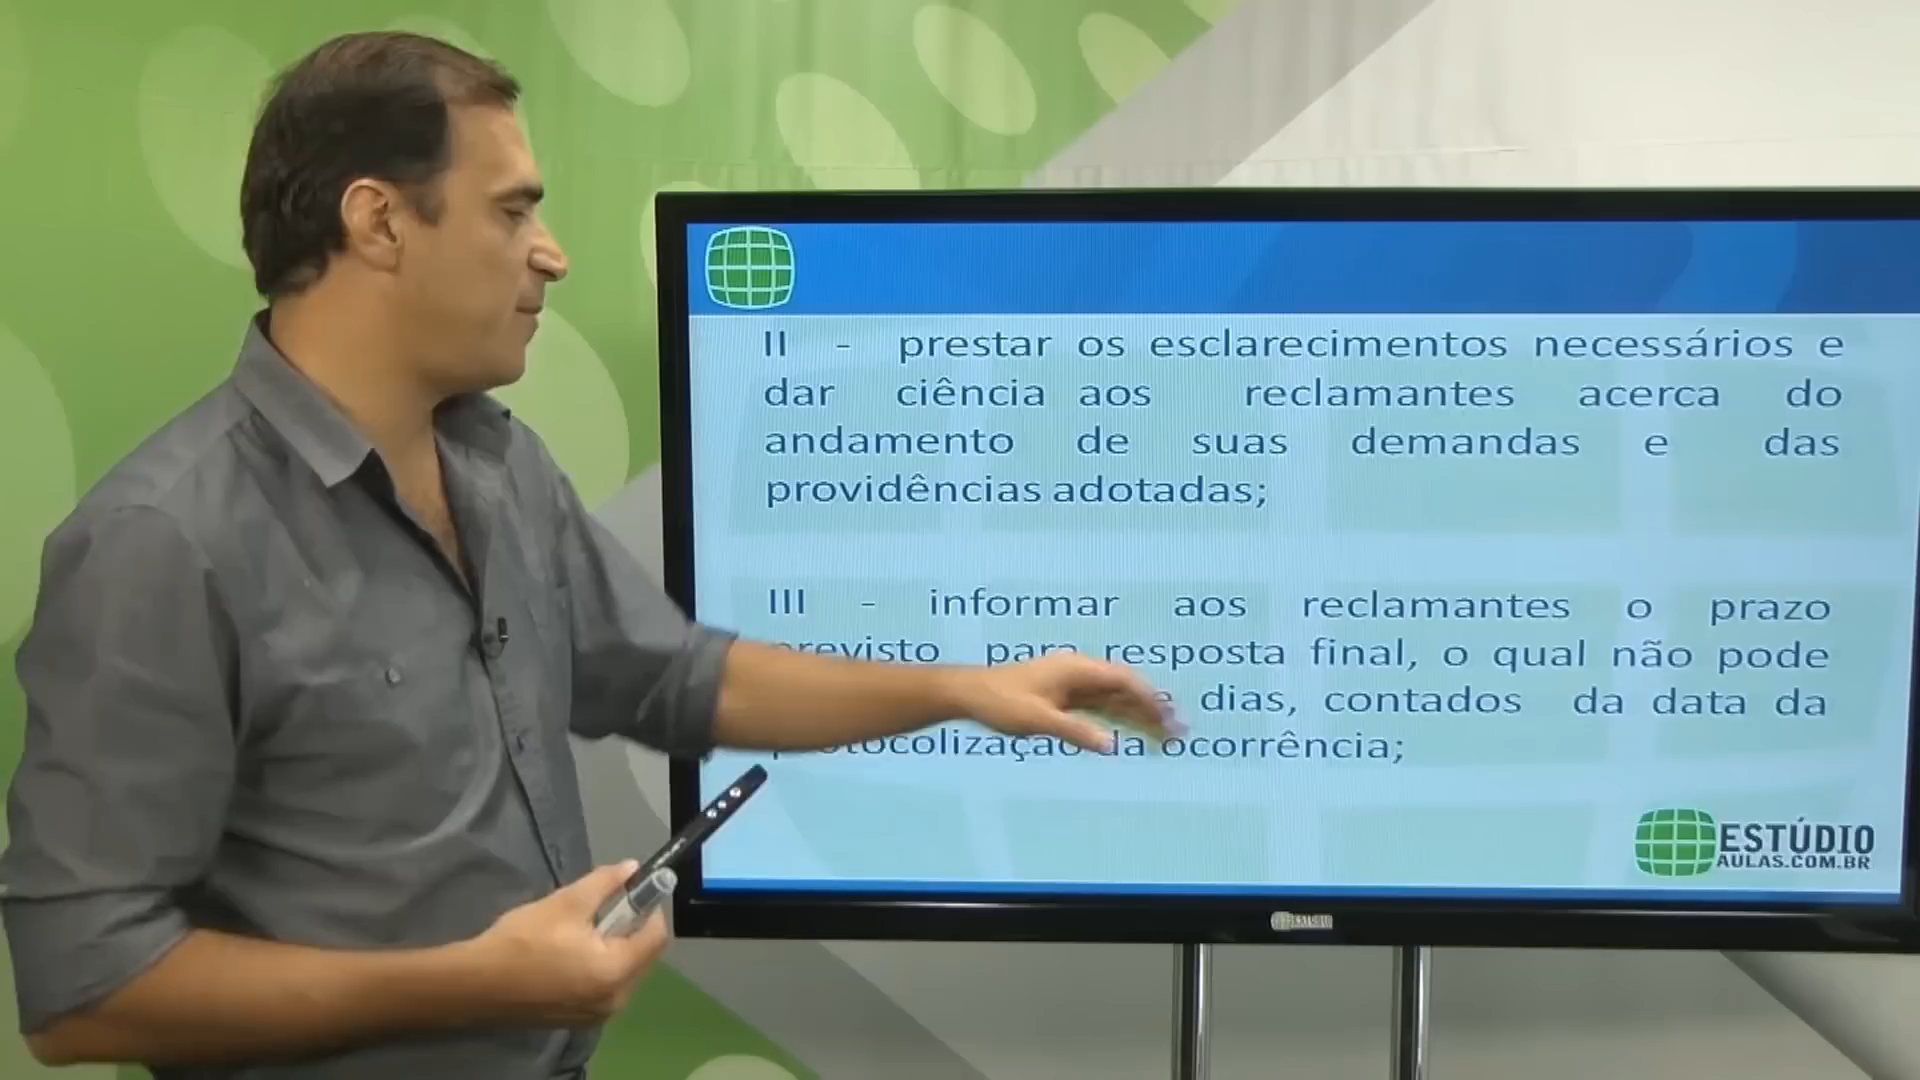 II - prestar os esclarecimentos necessários e
dar ciência aos reclamantes acerca do
andamento de suas demandas e das
providências adotadas;
III - informar aos reclamantes o prazo
previsto para resposta final, o qual não pode
dias, contados da data da
protocolização da ocorrência;
ESTÚDIO
AULAS.COM.BR